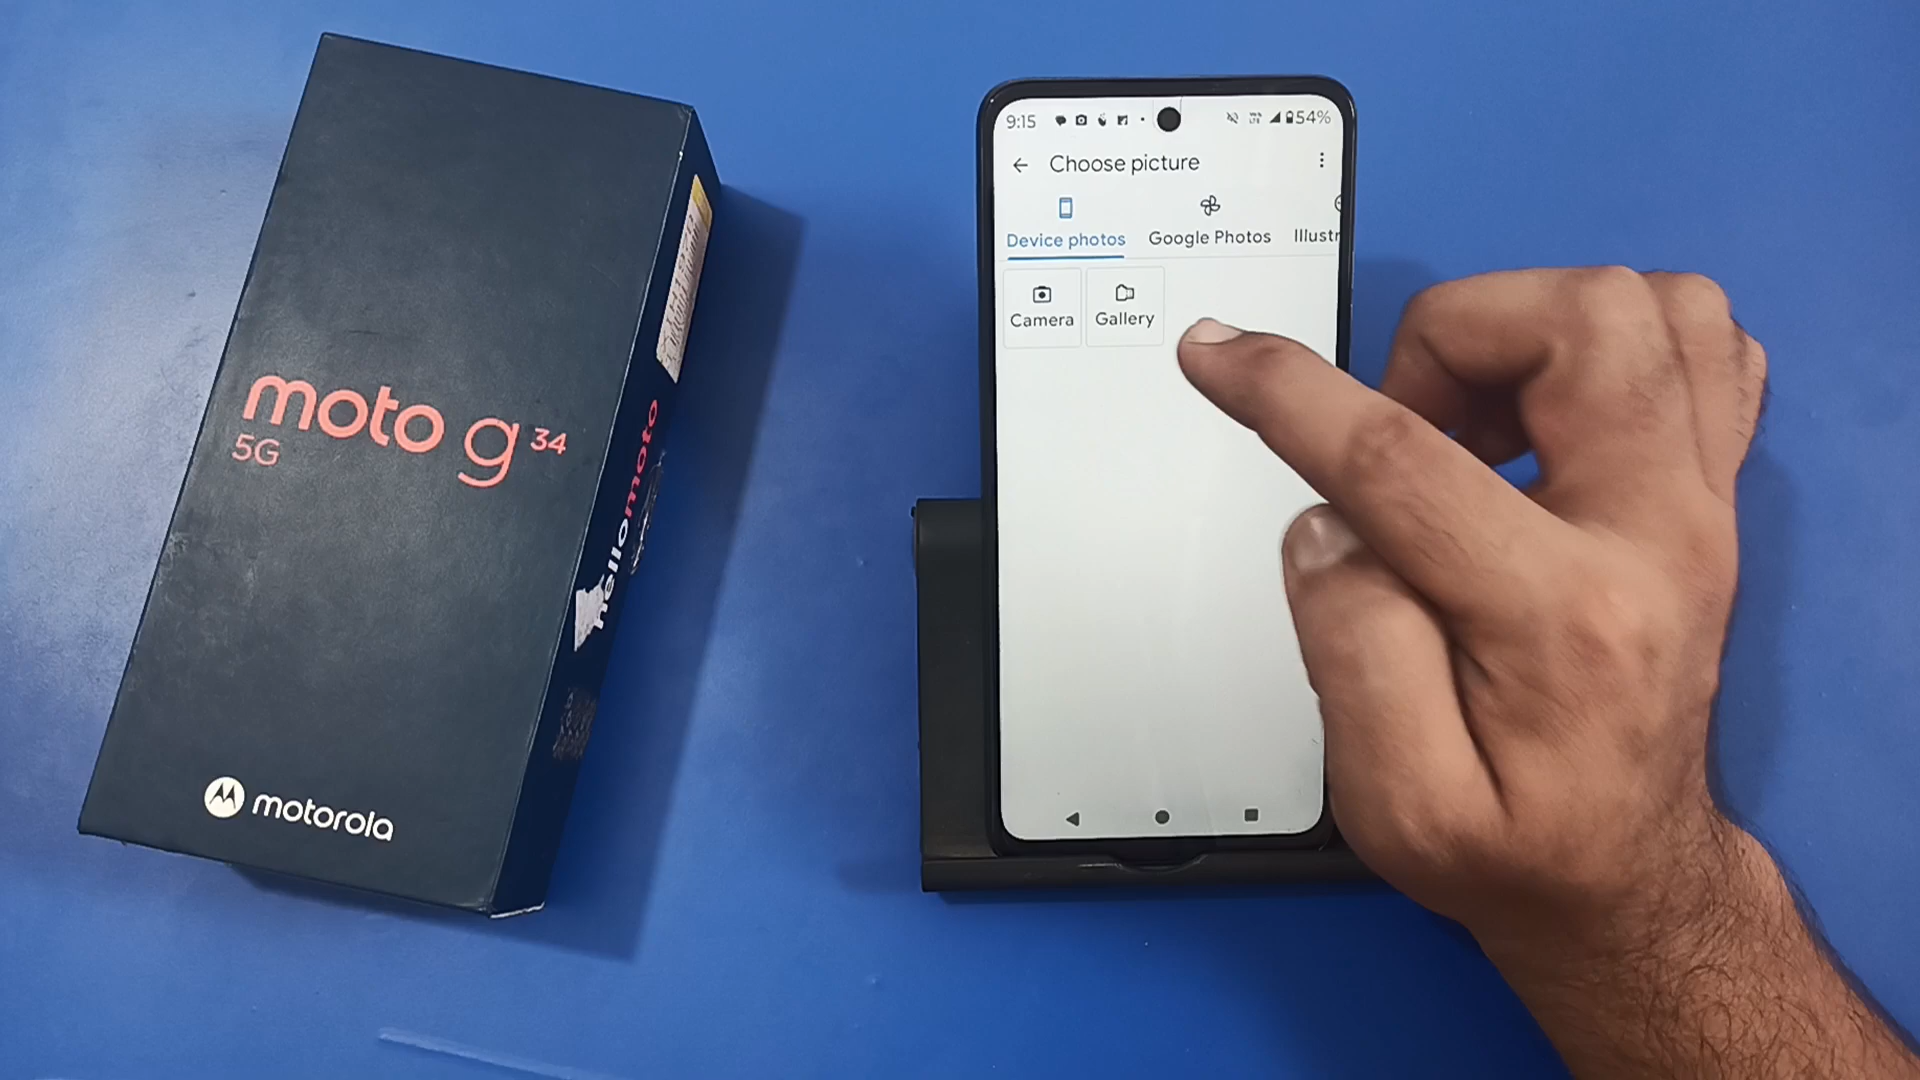 moto g 34
5G
motorola
hellomoto
9:15
54%
Choose picture
Device photos
Google Photos
Illustr
Camera
Gallery